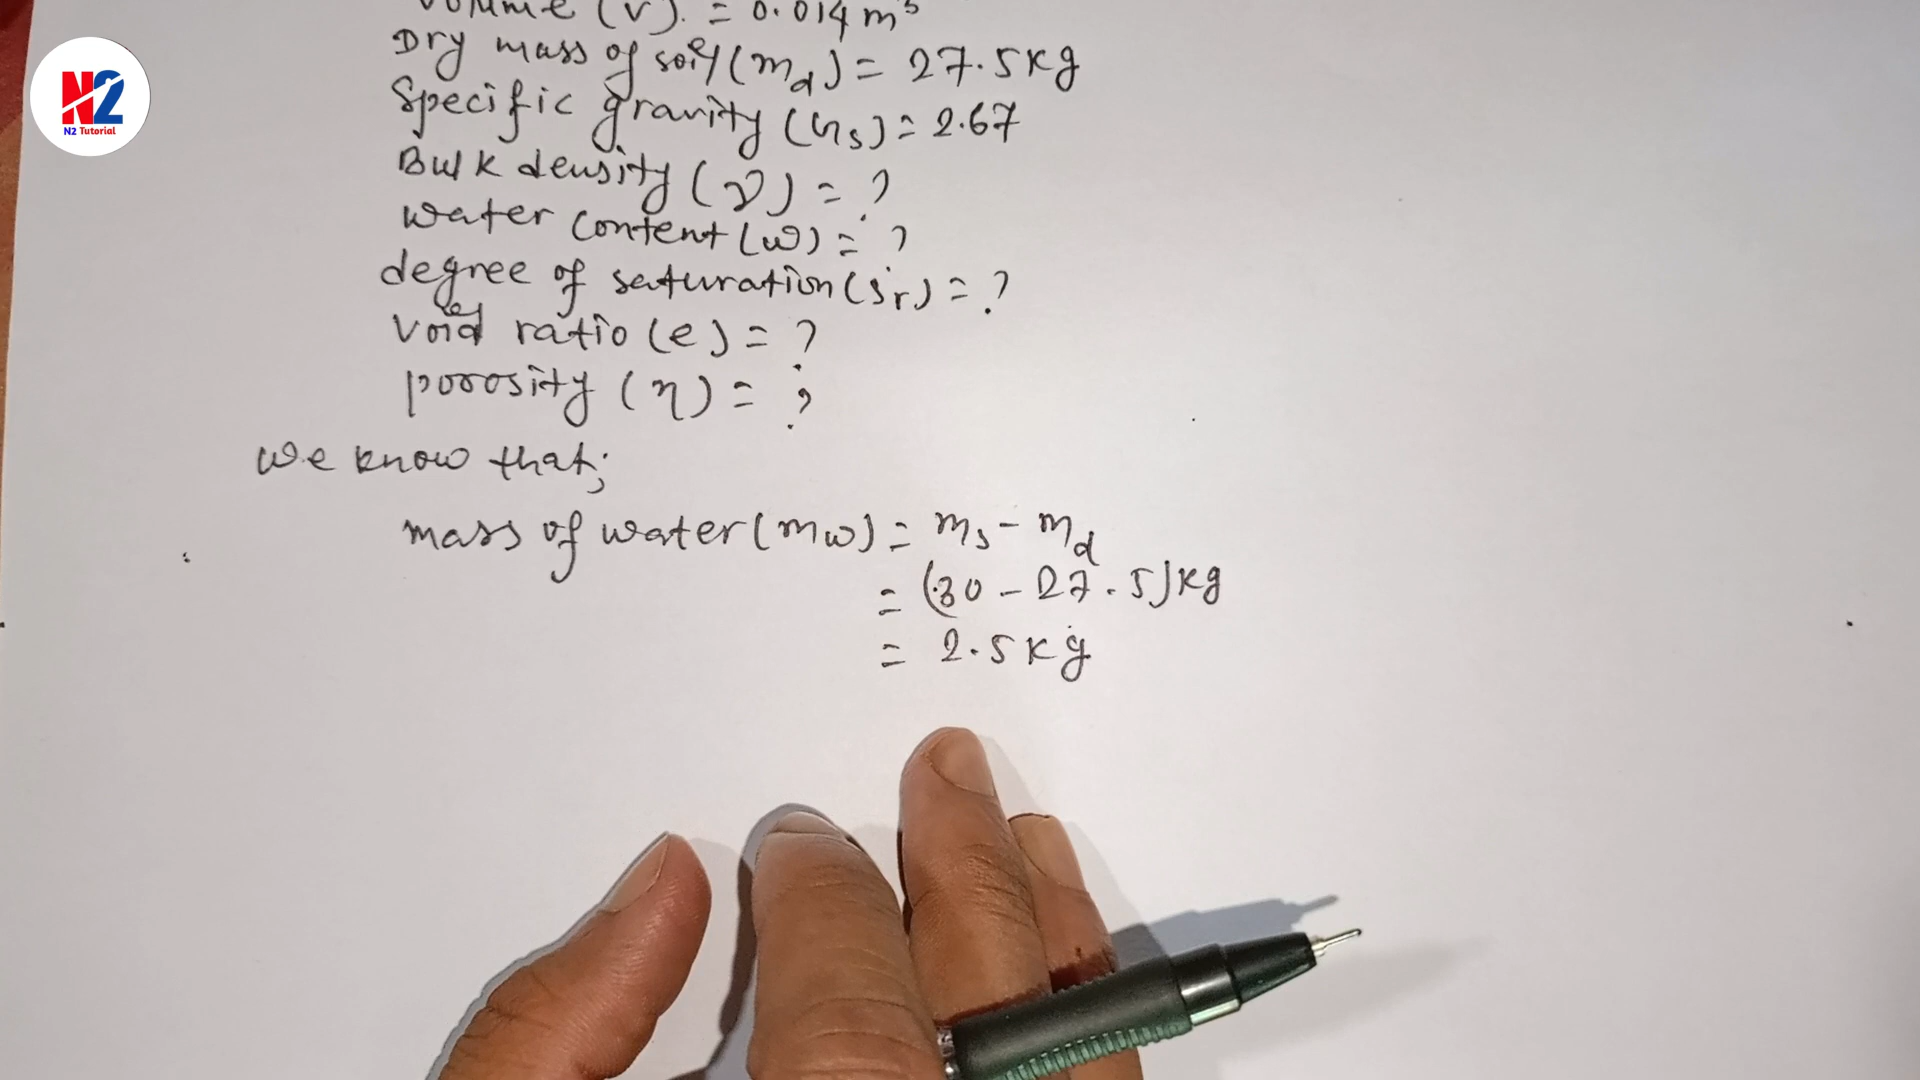 Volume (V) = 0.014 m³
N2
N2 Tutorial
Dry mass of soil (md) = 27.5 Kg
Specific gravity (Gs) = 2.67
Bulk density (γ) = ?
water content (w) = ?
degree of saturation (Sr) = ?
Void ratio (e) = ?
porosity (η) = ?
we know that;
mass of water (mw) = ms - md
= (30 - 27.5) kg
= 2.5 Kg